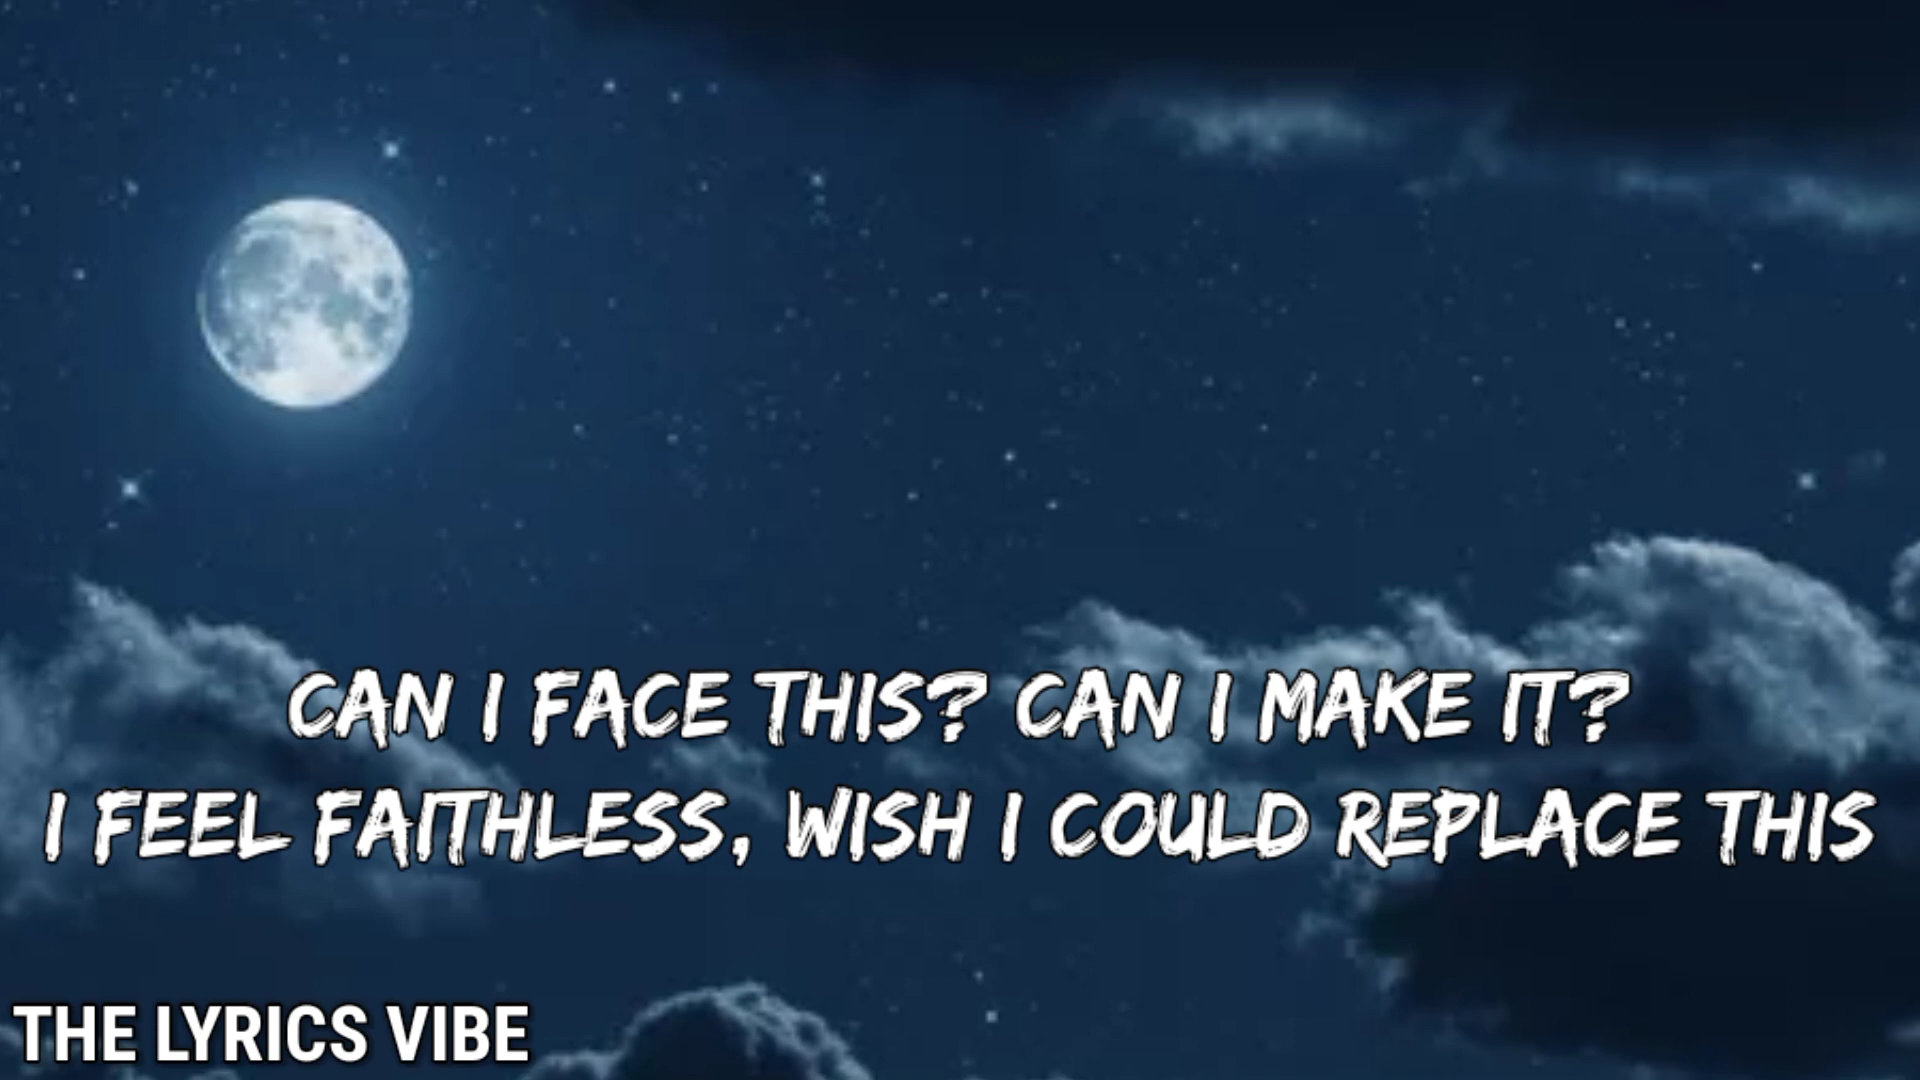 CAN I FACE THIS? CAN I MAKE IT?
I FEEL FAITHLESS, WISH I COULD REPLACE THIS
THE LYRICS VIBE